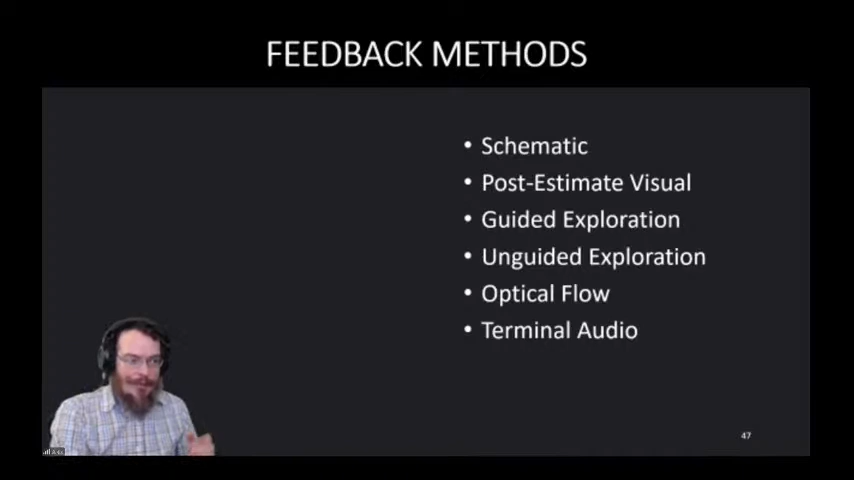 FEEDBACK METHODS
• Schematic
• Post-Estimate Visual
• Guided Exploration
• Unguided Exploration
• Optical Flow
• Terminal Audio
47